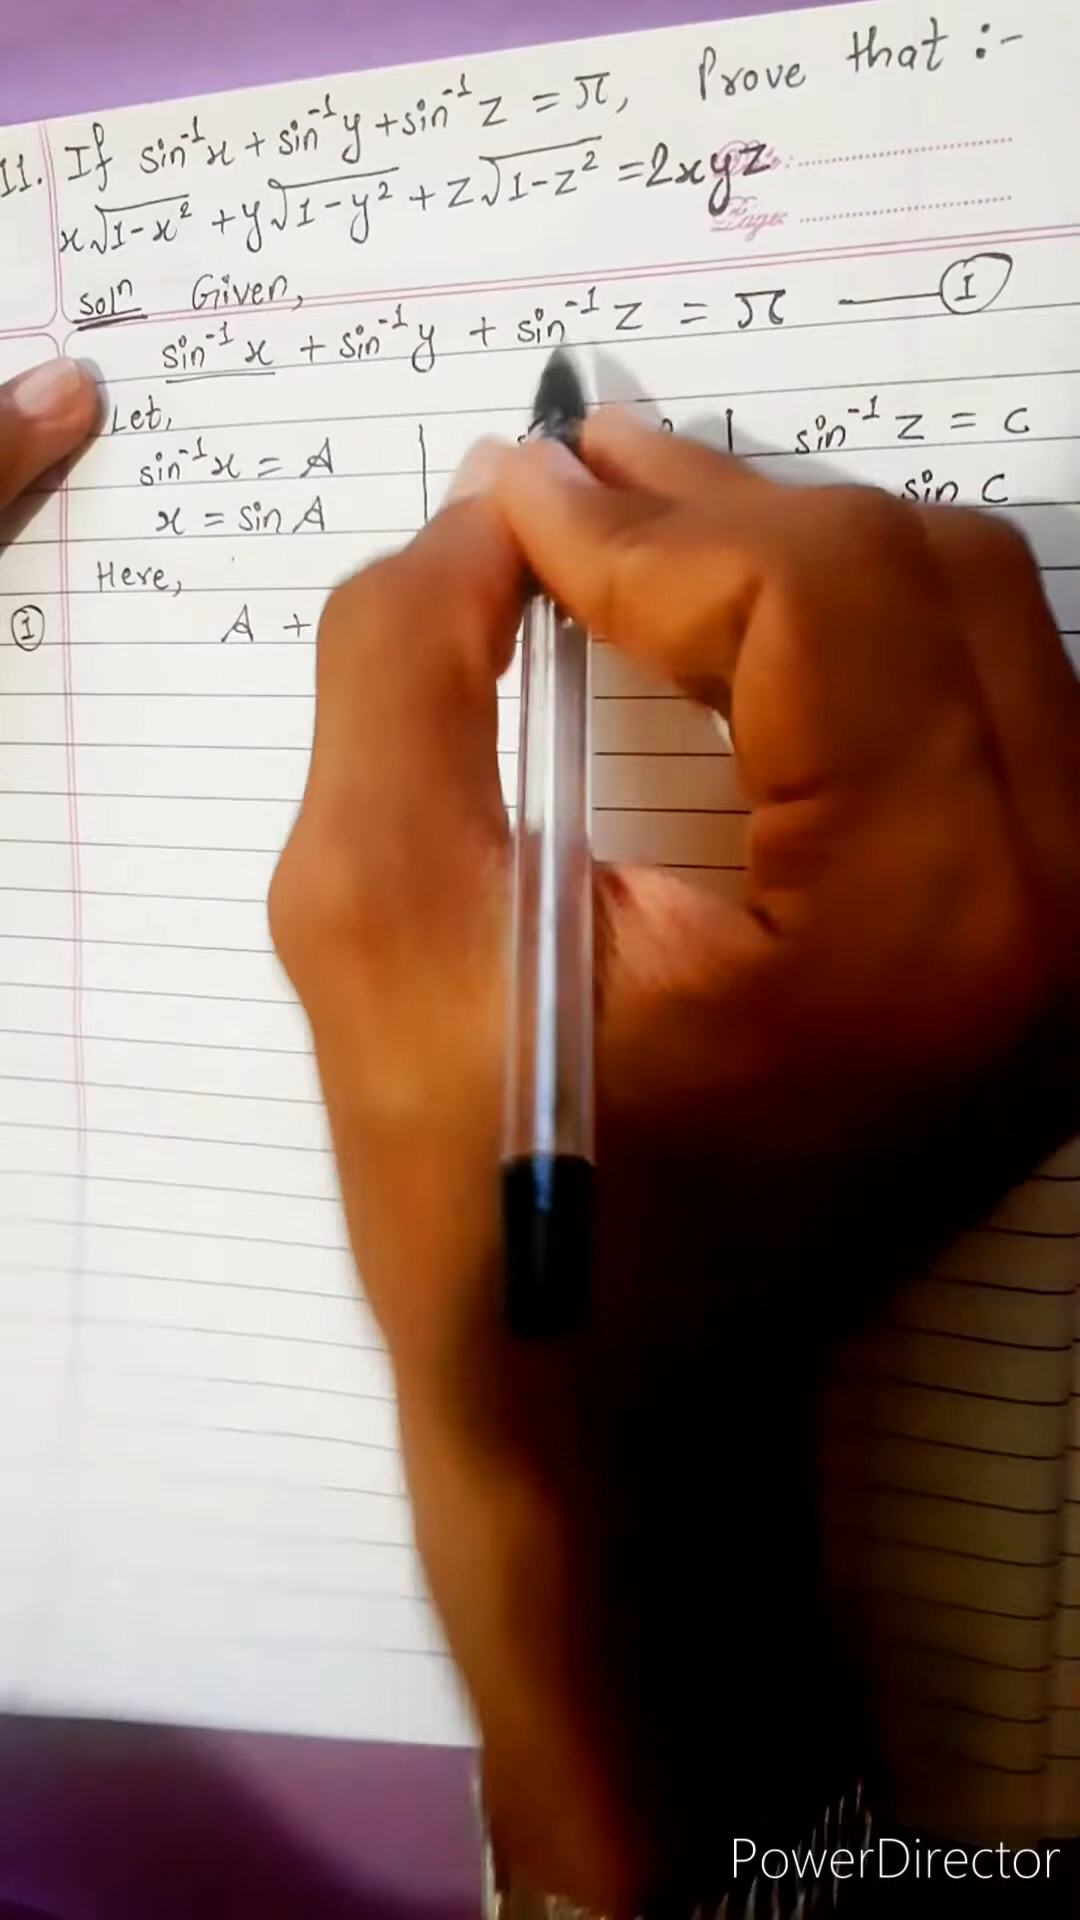 11. If sin⁻¹x + sin⁻¹y + sin⁻¹z = π, Prove that :-
x√1-x² + y√1-y² + z√1-z² = 2xyz
Page:
Soln Given,
sin⁻¹x + sin⁻¹y + sin⁻¹z = π —— I
Let,
sin⁻¹x = A | | sin⁻¹z = C
x = sin A sin C
Here,
1 A +
PowerDirector